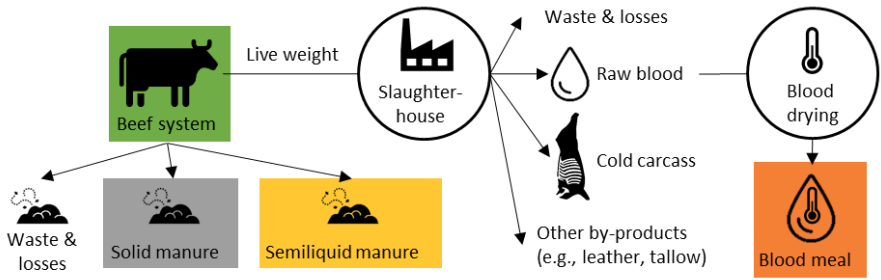 Waste & losses
Live weight
Raw blood
Slaughter-
house
Blood
drying
Beef system
Cold carcass
Waste &
losses
Solid manure
Semiliquid manure
Other by-products
(e.g., leather, tallow)
Blood meal